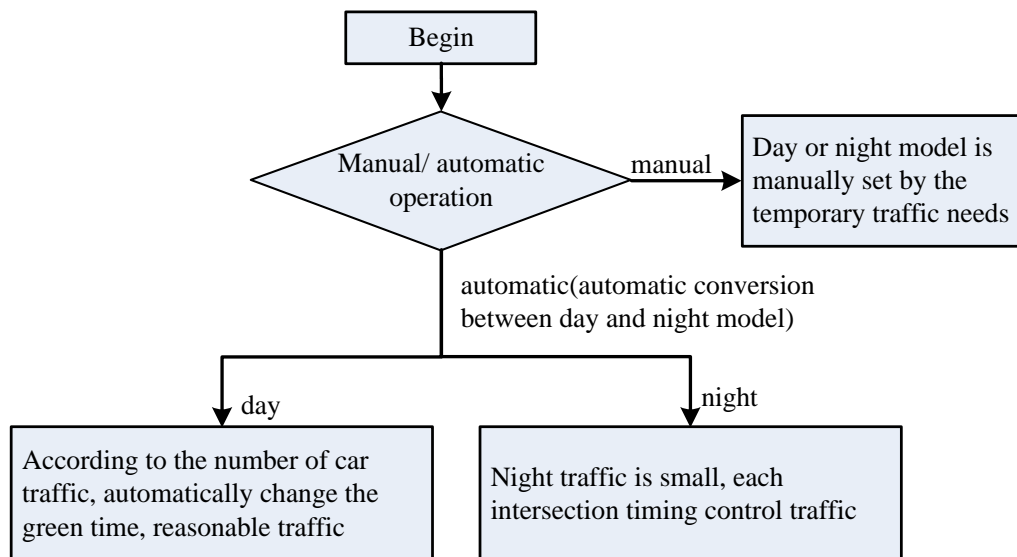 Begin
Manual/ automatic
operation
manual
Day or night model is
manually set by the
temporary traffic needs
automatic(automatic conversion
between day and night model)
day
night
According to the number of car
traffic, automatically change the
green time, reasonable traffic
Night traffic is small, each
intersection timing control traffic